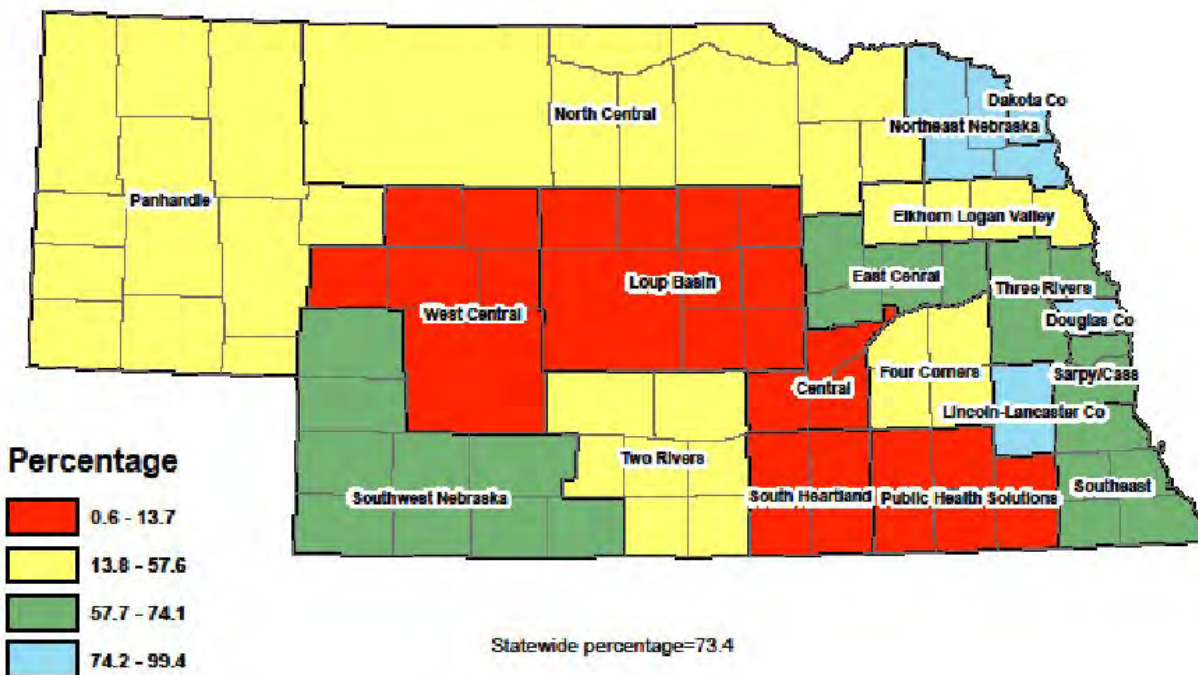 Dakota Co
North Central
Northeast Nebraska
Panhandle
Elkhorn Logan Valley
East Cenral
Loup Basin
Three Rivers
West Central
Douglas Co
Four Corners
Sarpy/Cass
Central
Lincoln-Lancaster Co
Percentage
Two Rivers
Southeast
Southwest Nebraska
South Heartland
Public Health Solutions
0.6 - 13.7
13.8 - 57.6
57.7 - 74.1
74.2 - 99.4
Statewide percentage=73.4